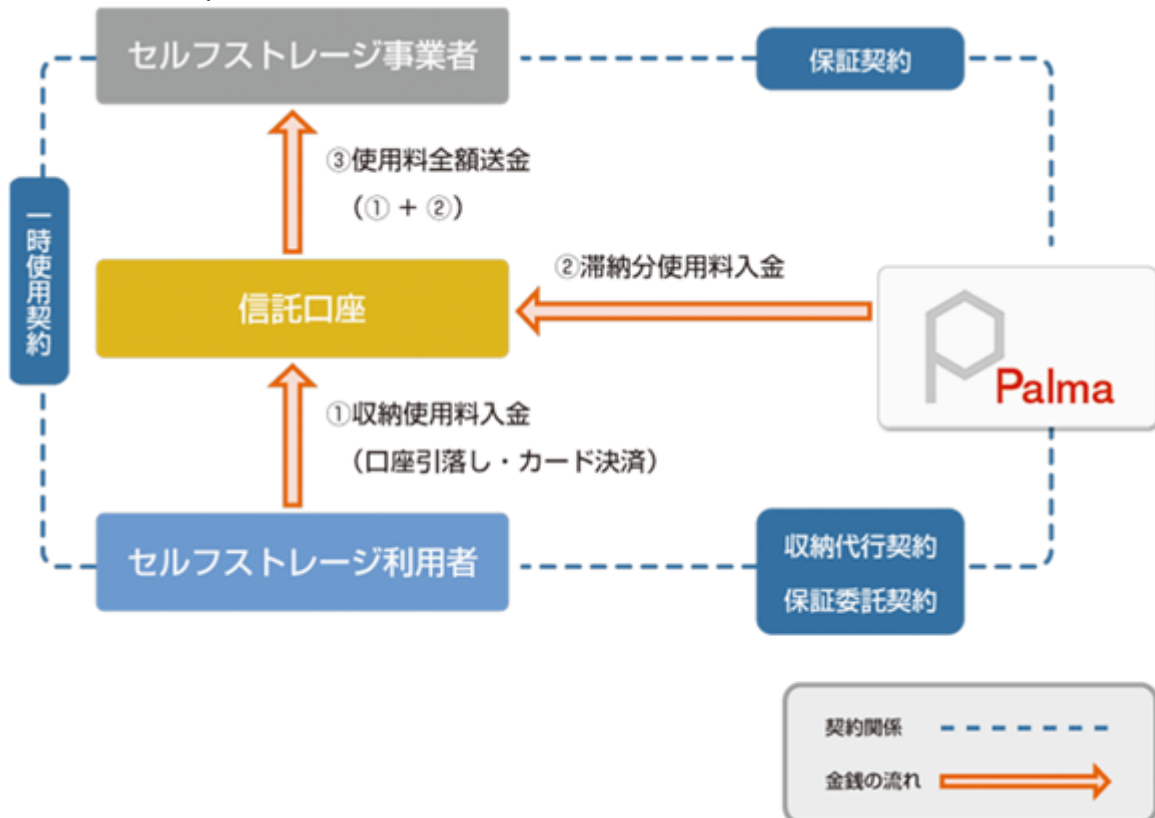 セルフストレージ事業者
保証契約
③使用料全額送金
(① + ②)
一時使用契約
②滞納分使用料入金
信託口座
Palma
①収納使用料入金
(口座引落し・カード決済)
セルフストレージ利用者
収納代行契約
保証委託契約
契約関係
金銭の流れ